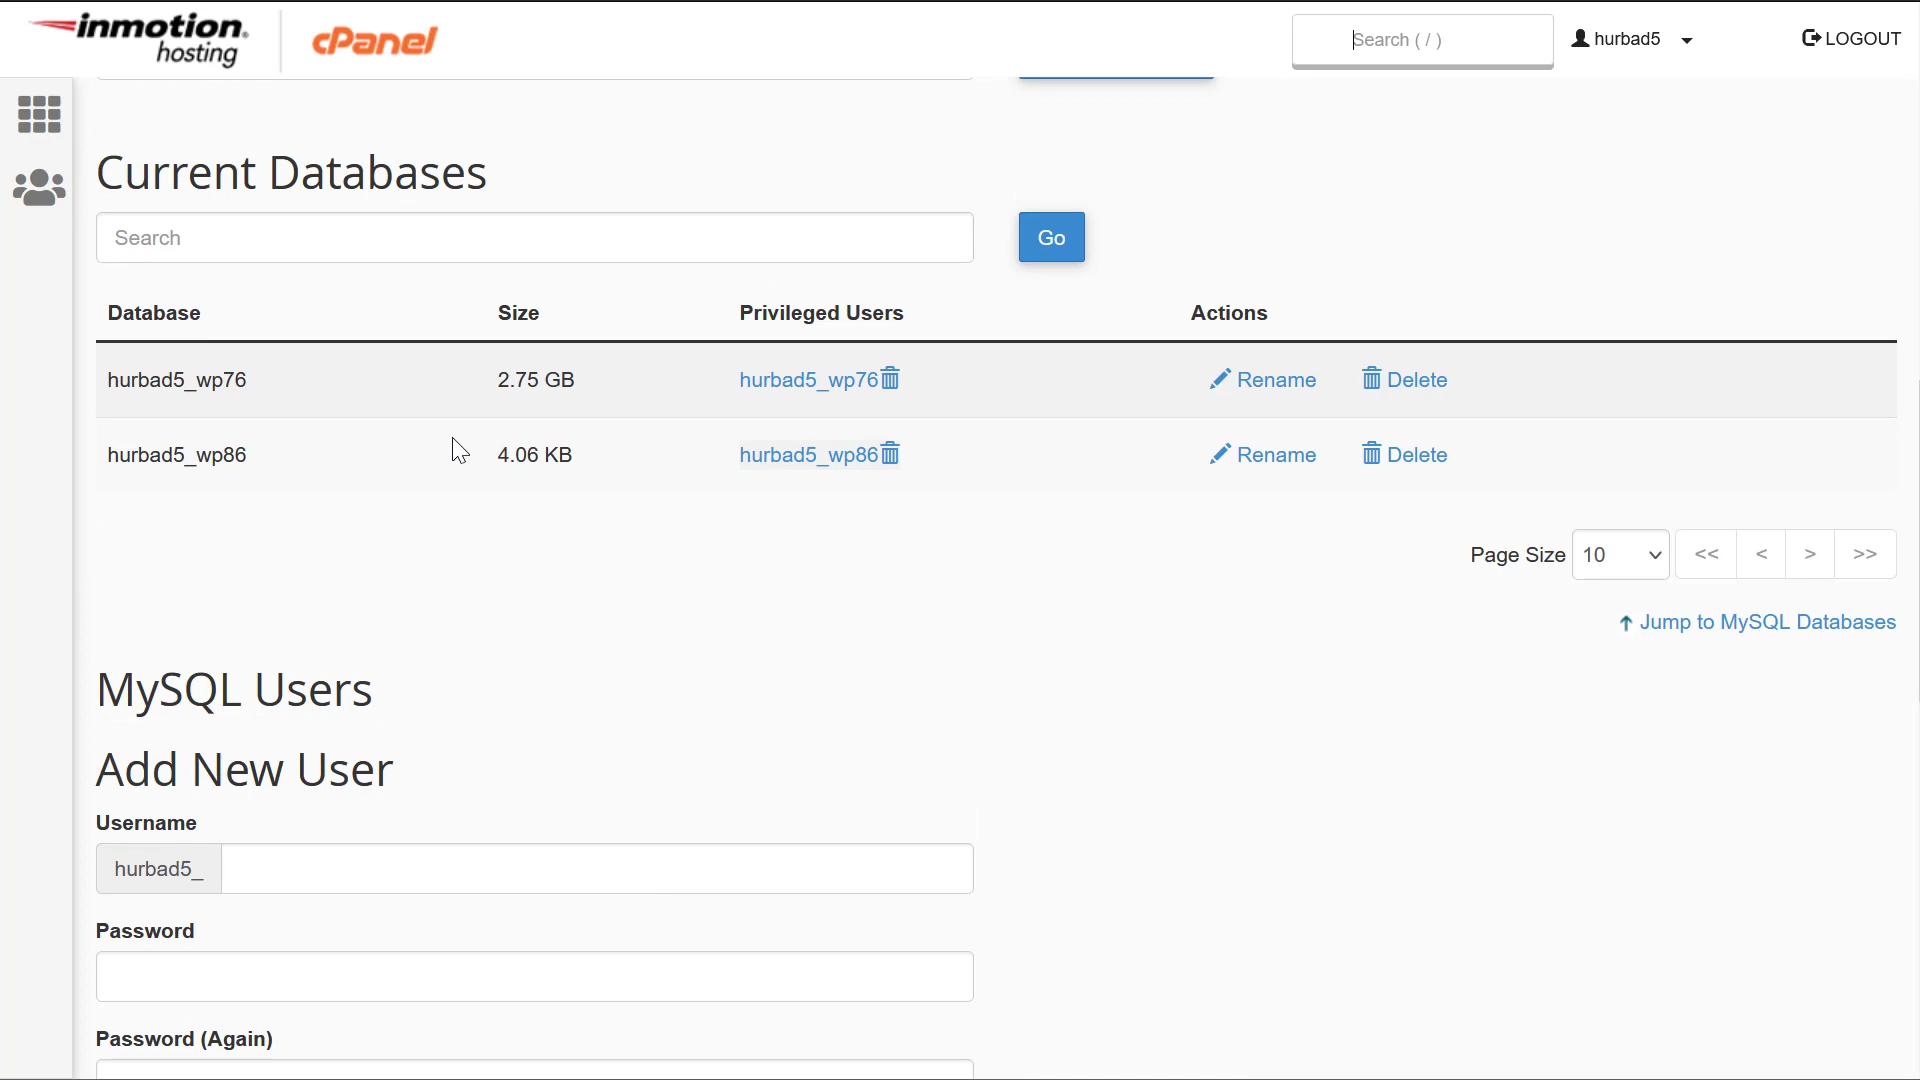 inmotion hosting cPanel Search ( / ) hurbad5 LOGOUT
Current Databases
Search Go
Database Size Privileged Users Actions
hurbad5_wp76 2.75 GB hurbad5_wp76 Rename Delete
hurbad5_wp86 4.06 KB hurbad5_wp86 Rename Delete
Page Size 10 << < > >>
Jump to MySQL Databases
MySQL Users
Add New User
Username
hurbad5_
Password
Password (Again)